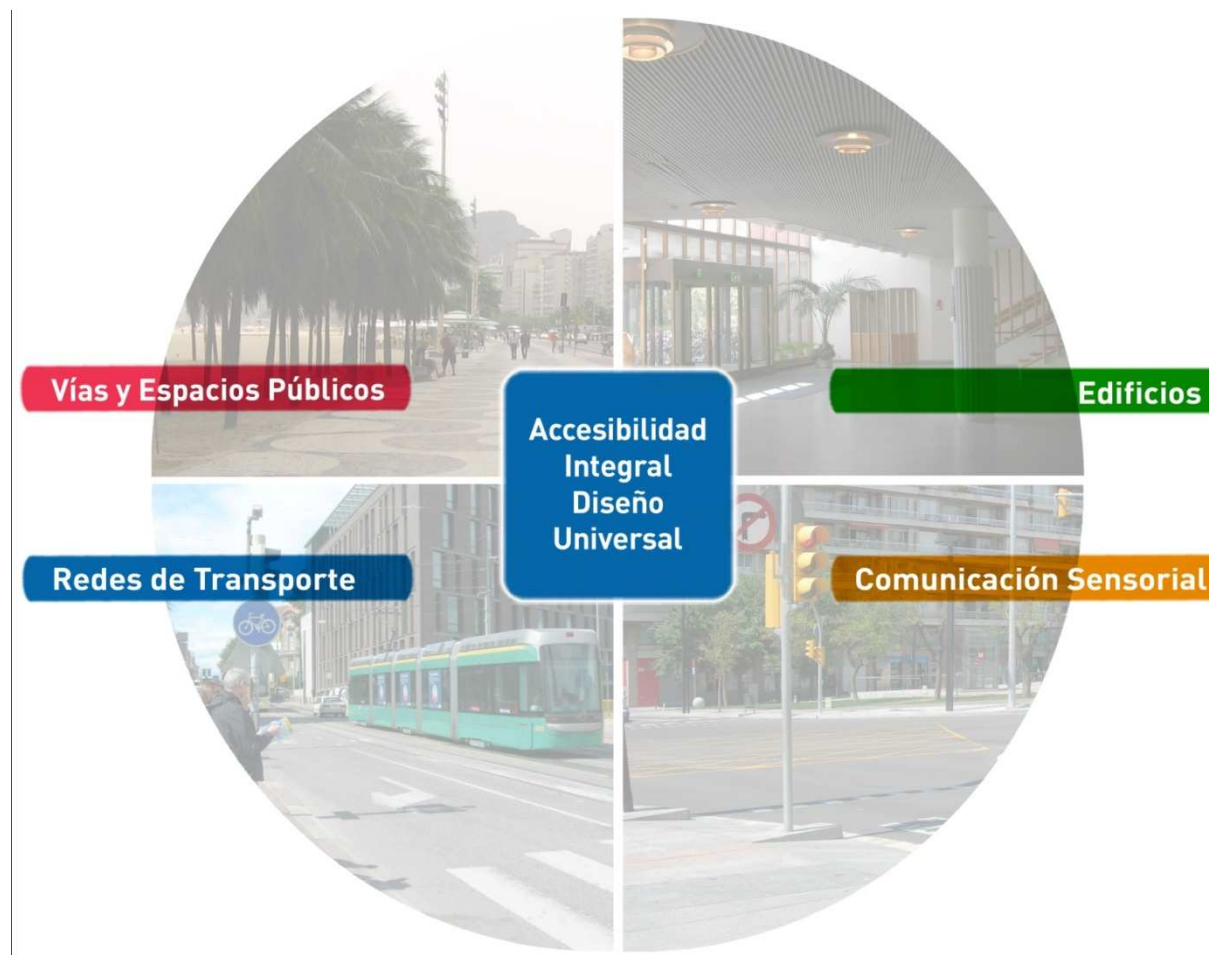 Vías y Espacios Públicos
Edificios
Accesibilidad
Integral
Diseño
Universal
Redes de Transporte
Comunicación Sensorial